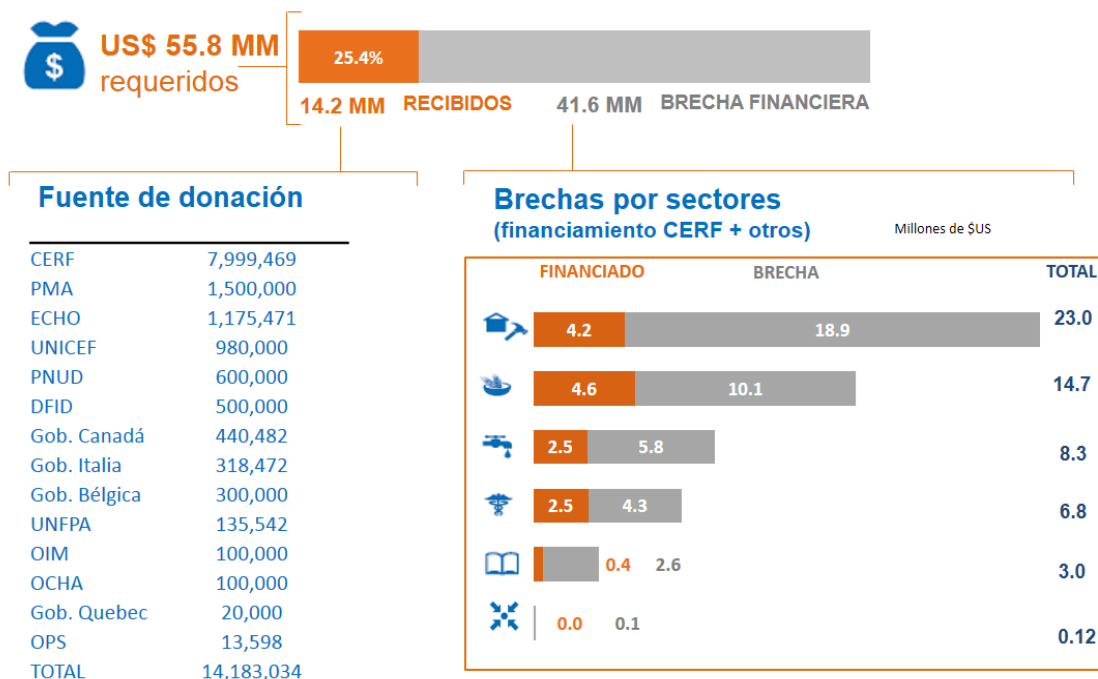 $
US$ 55.8 MM
requeridos
25.4%
14.2 MM RECIBIDOS 41.6 MM BRECHA FINANCIERA
Fuente de donación
CERF 7,999,469
PMA 1,500,000
ECHO 1,175,471
UNICEF 980,000
PNUD 600,000
DFID 500,000
Gob. Canadá 440,482
Gob. Italia 318,472
Gob. Bélgica 300,000
UNFPA 135,542
OIM 100,000
OCHA 100,000
Gob. Quebec 20,000
OPS 13,598
TOTAL 14,183,034
Brechas por sectores
(financiamiento CERF + otros) Millones de $US
FINANCIADO BRECHA TOTAL
4.2 18.9 23.0
4.6 10.1 14.7
2.5 5.8 8.3
2.5 4.3 6.8
0.4 2.6 3.0
0.0 0.1 0.12